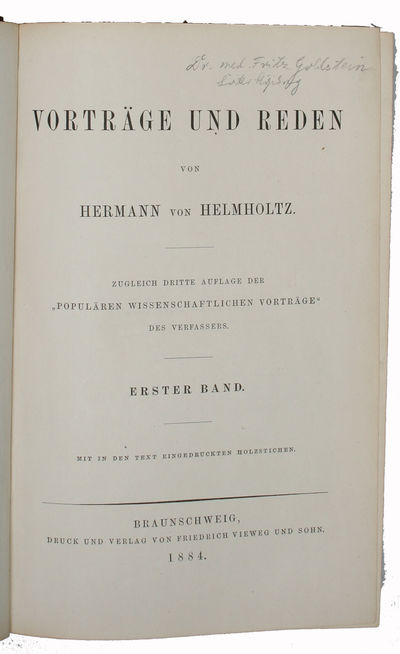 Dr. med. Fritz Goldstein
VORTRÄGE UND REDEN
VON
HERMANN VON HELMHOLTZ.
ZUGLEICH DRITTE AUFLAGE DER
„POPULÄREN WISSENSCHAFTLICHEN VORTRÄGE“
DES VERFASSERS.
ERSTER BAND.
MIT IN DEN TEXT EINGEDRUCKTEN HOLZSTICHEN.
BRAUNSCHWEIG,
DRUCK UND VERLAG VON FRIEDRICH VIEWEG UND SOHN.
1884.